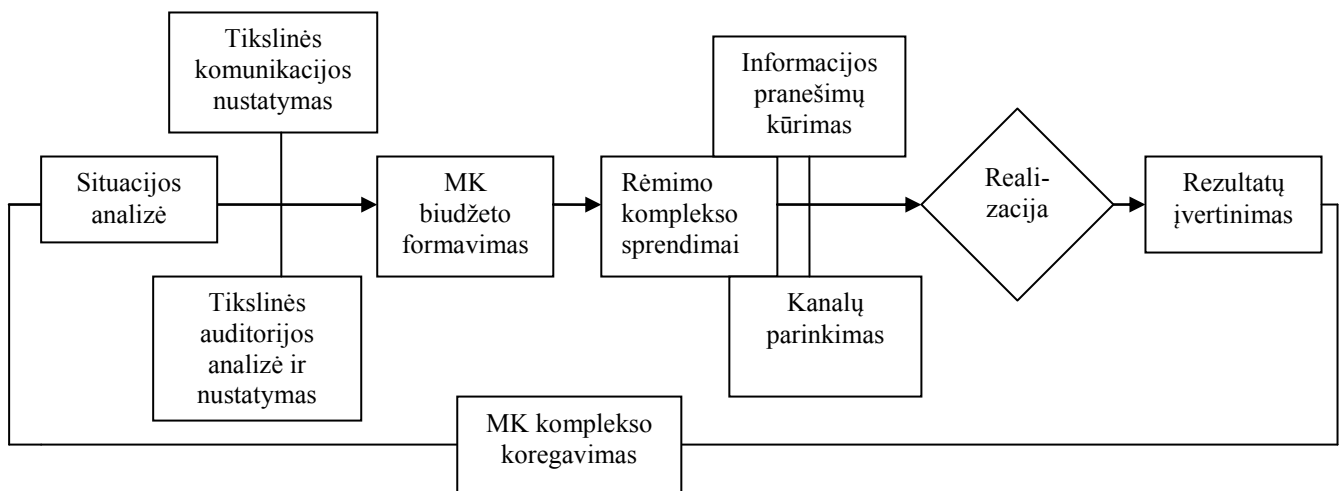 Tikslinės
komunikacijos
nustatymas
Informacijos
pranešimų
kūrimas
Situacijos
analizė
MK
biudžeto
formavimas
Rėmimo
komplekso
sprendimai
Reali-
zacija
Rezultatų
įvertinimas
Tikslinės
auditorijos
analizė ir
nustatymas
Kanalų
parinkimas
MK komplekso
koregavimas